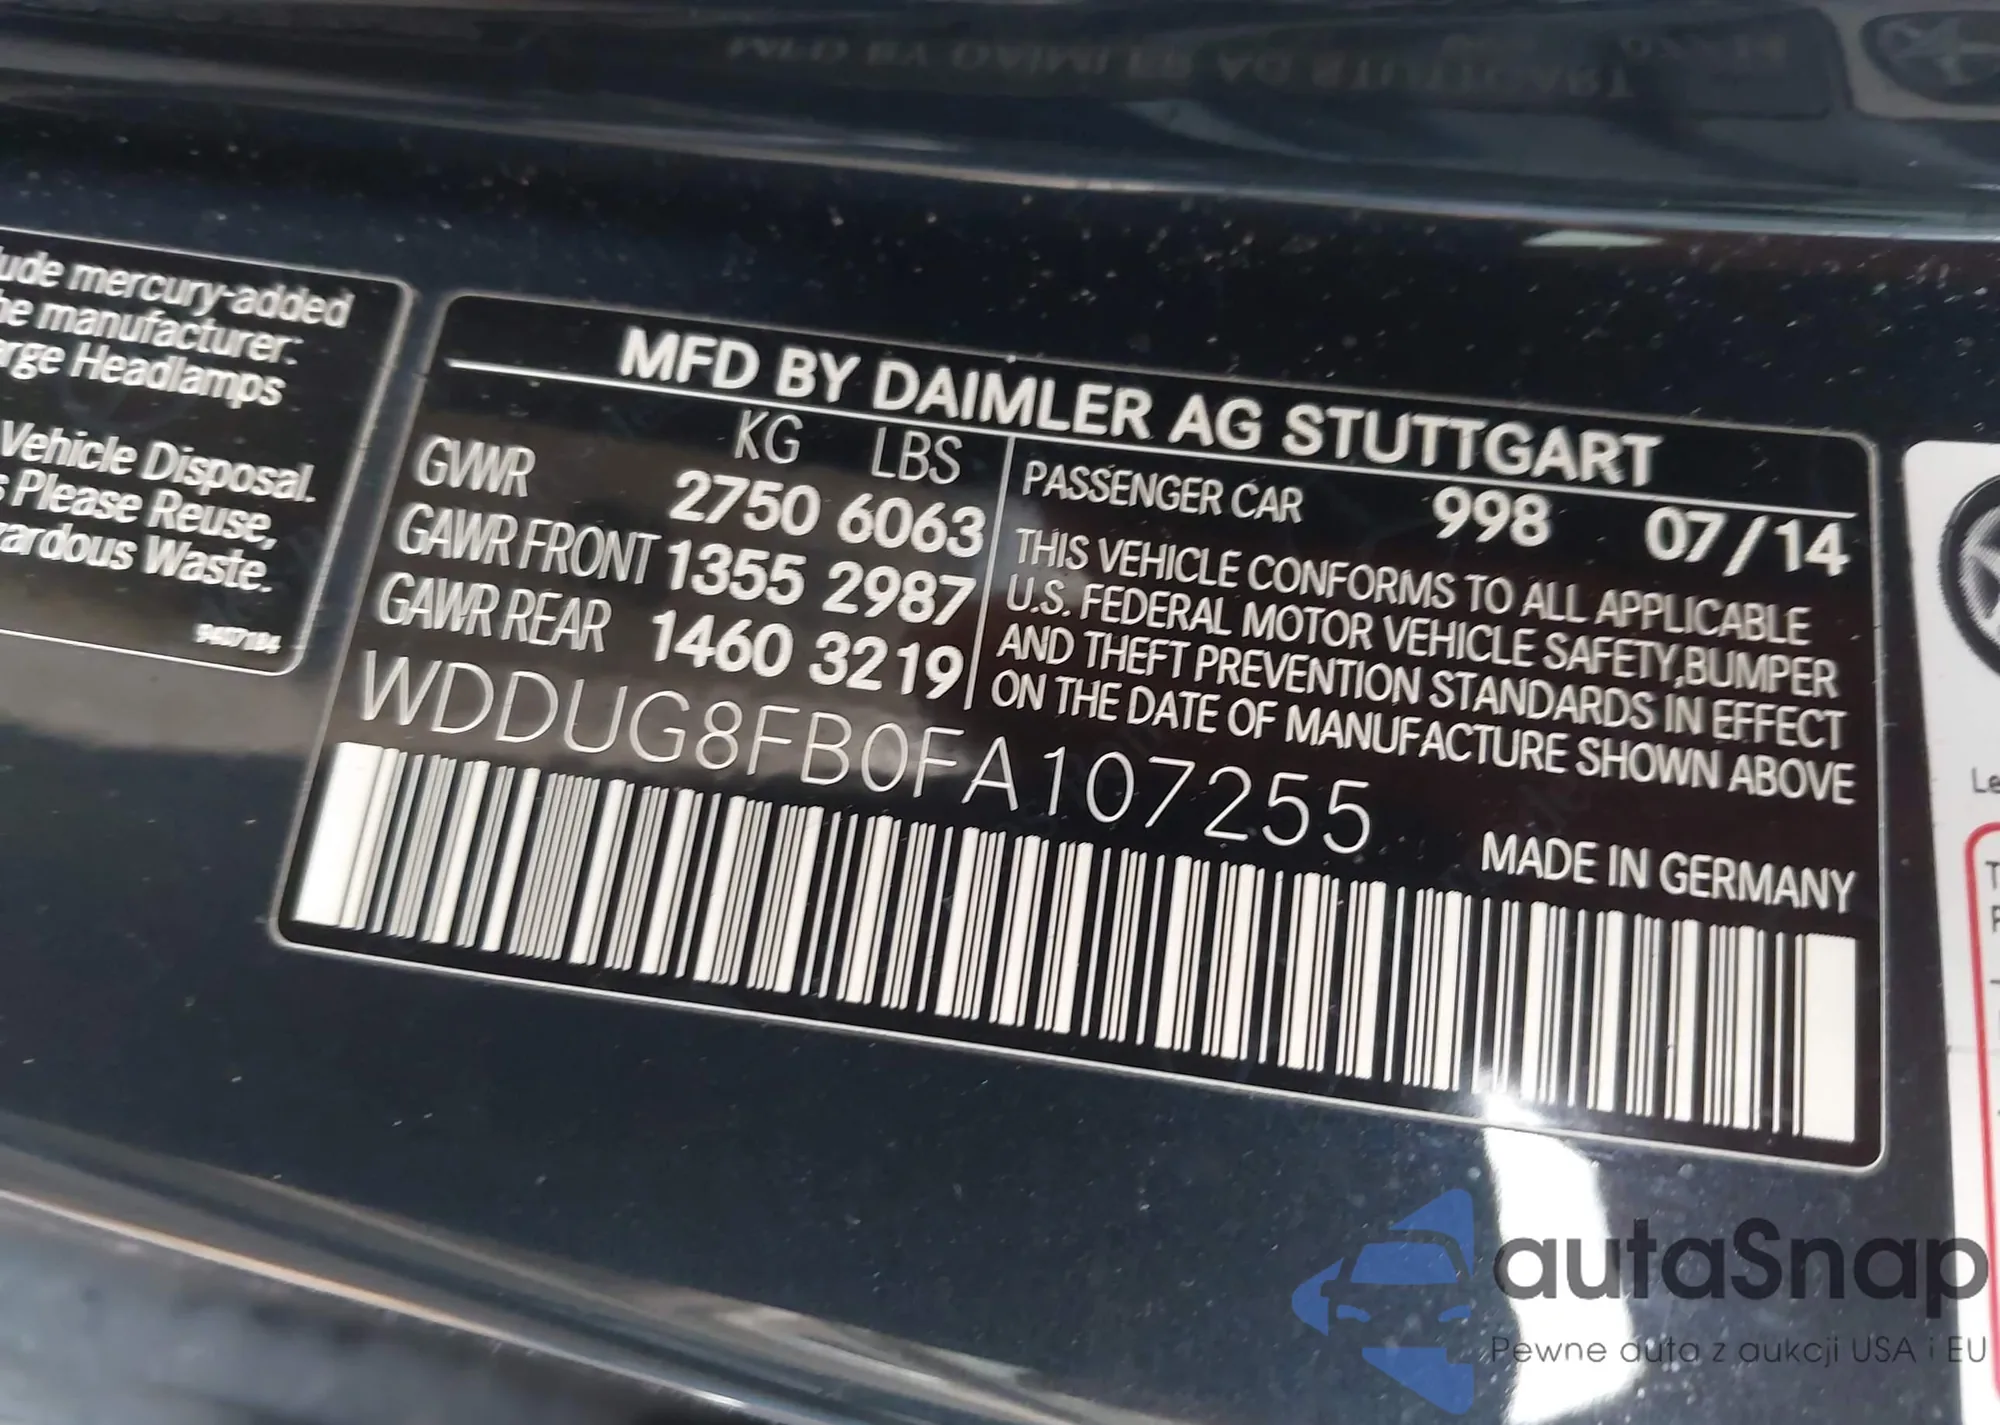 lude mercury-added
he manufacturer:
arge Headlamps
Vehicle Disposal.
s Please Reuse,
zardous Waste.
MFD BY DAIMLER AG STUTTGART
KG LBS
GVWR 2750 6063
GAWR FRONT 1355 2987
GAWR REAR 1460 3219
PASSENGER CAR 998 07/14
THIS VEHICLE CONFORMS TO ALL APPLICABLE
U.S. FEDERAL MOTOR VEHICLE SAFETY,BUMPER
AND THEFT PREVENTION STANDARDS IN EFFECT
ON THE DATE OF MANUFACTURE SHOWN ABOVE
WDDUG8FB0FA107255
MADE IN GERMANY
Le
autaSnap
Pewne auta z aukcji USA i EU